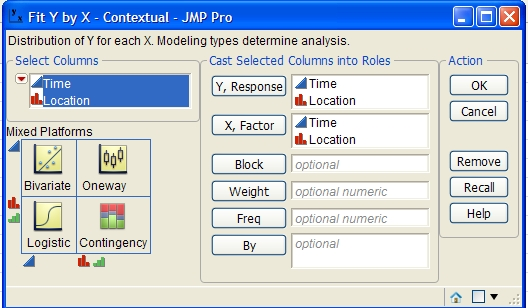 Fit Y by X - Contextual - JMP Pro
Distribution of Y for each X. Modeling types determine analysis.
Select Columns
Time
Location
Mixed Platforms
Bivariate Oneway
Logistic Contingency
Cast Selected Columns into Roles
Y, Response
Time
Location
X, Factor
Time
Location
Block optional
Weight optional numeric
Freq optional numeric
By optional
Action
OK
Cancel
Remove
Recall
Help